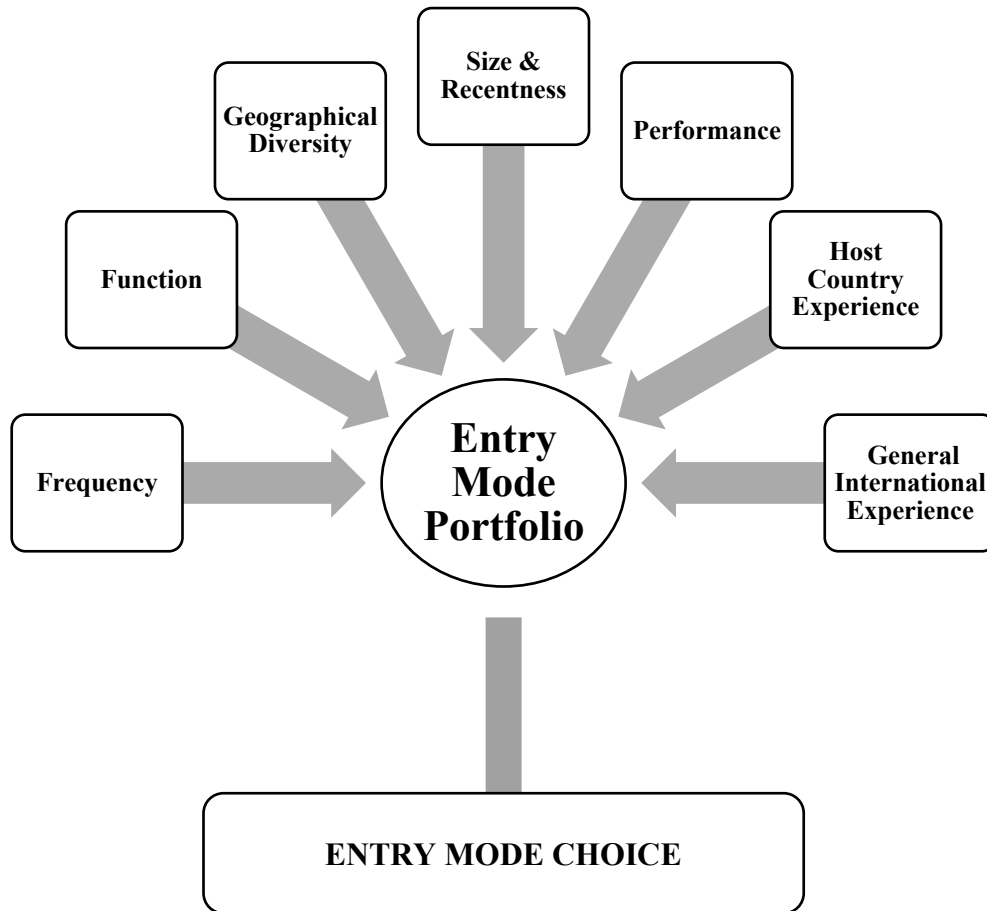 Size &
Recentness
Geographical
Diversity
Performance
Function
Host
Country
Experience
Frequency
Entry
Mode
Portfolio
General
International
Experience
ENTRY MODE CHOICE